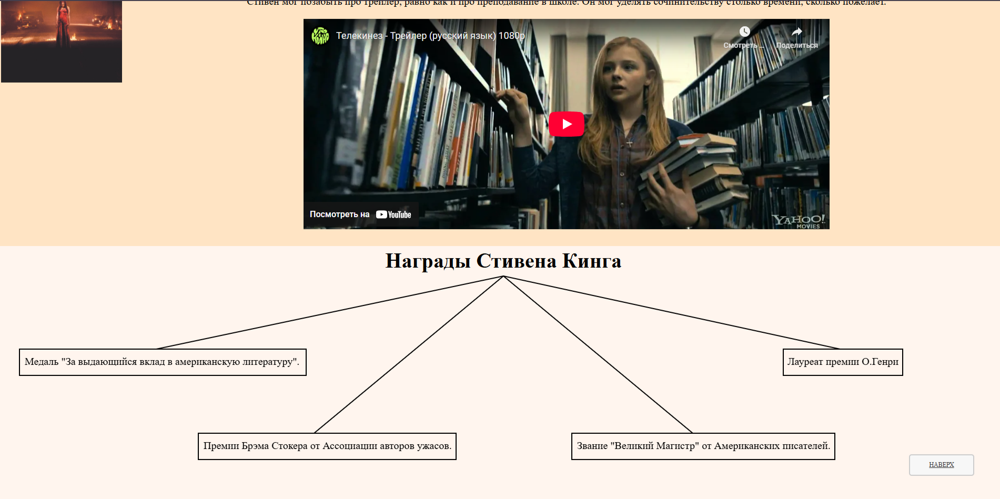 Стивен мог позабыть про трейлер, равно как и про преподавание в школе. Он мог уделять сочинительству столько времени, сколько пожелает.
Телекинез - Трейлер (русский язык) 1080p
Смотреть ...
Поделиться
Посмотреть на YouTube
YAHOO!
MOVIES
Награды Стивена Кинга
Медаль "За выдающийся вклад в американскую литературу".
Лауреат премии О.Генри
Премии Брэма Стокера от Ассоциации авторов ужасов.
Звание "Великий Магистр" от Американских писателей.
НАВЕРХ